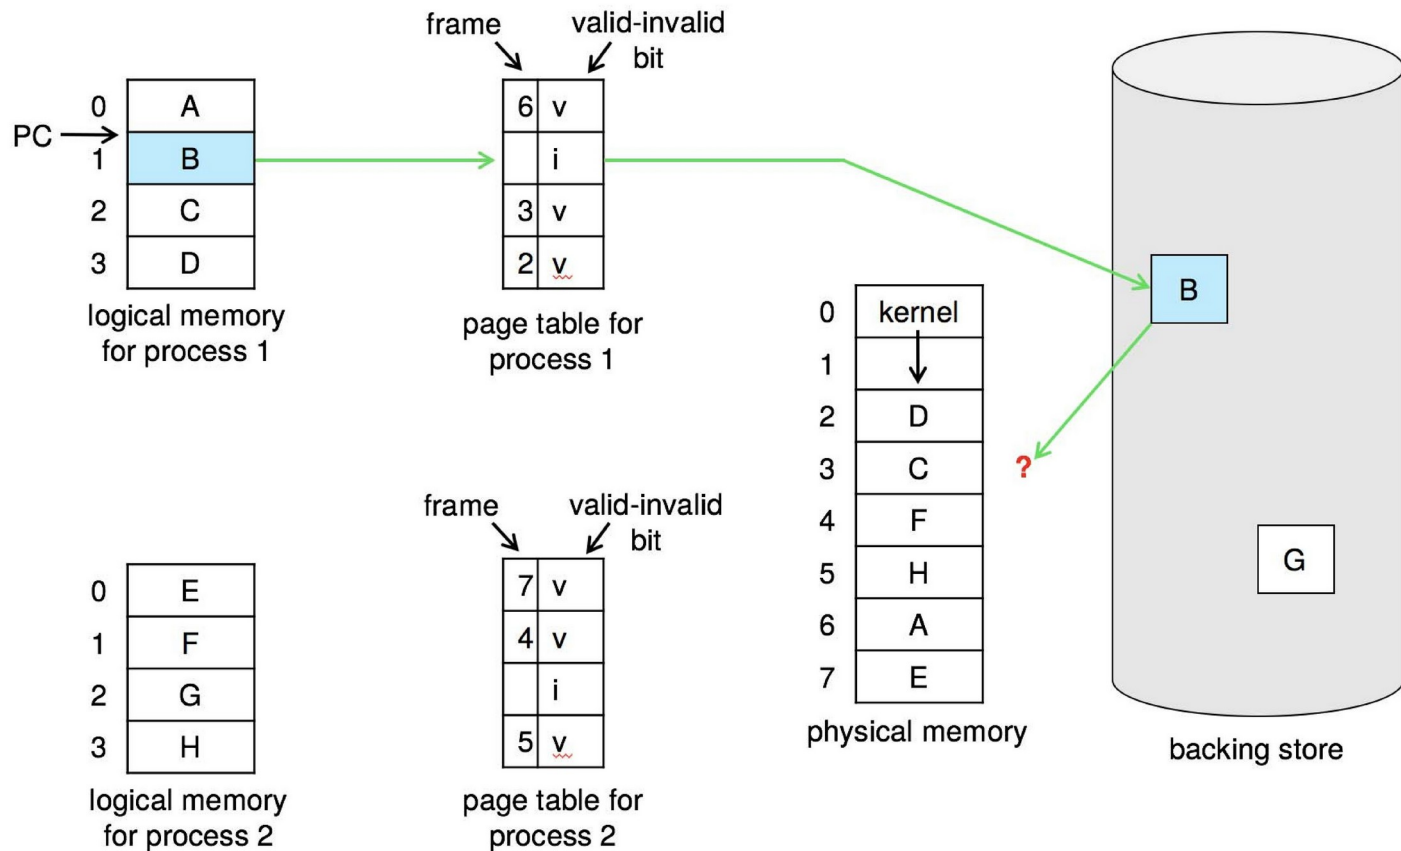 frame
valid-invalid
bit
PC
0 A
1 B
2 C
3 D
logical memory
for process 1
6 v
i
3 v
2 v
page table for
process 1
0 kernel
1
2 D
3 C
4 F
5 H
6 A
7 E
physical memory
?
B
G
backing store
frame
valid-invalid
bit
0 E
1 F
2 G
3 H
logical memory
for process 2
7 v
4 v
i
5 v
page table for
process 2